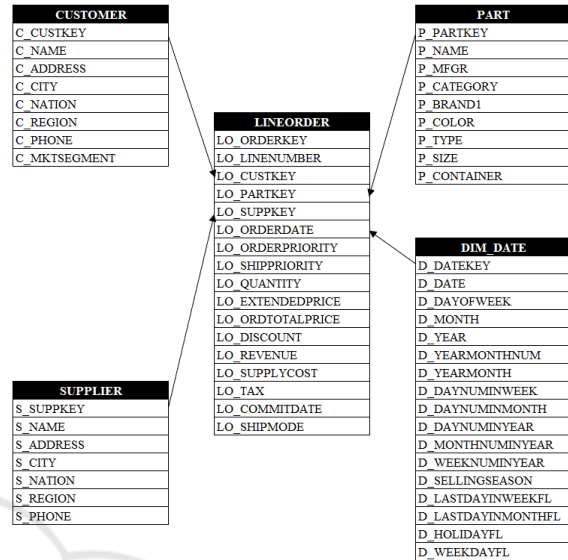 CUSTOMER
C_CUSTKEY
C_NAME
C_ADDRESS
C_CITY
C_NATION
C_REGION
C_PHONE
C_MKTSEGMENT
PART
P_PARTKEY
P_NAME
P_MFGR
P_CATEGORY
P_BRAND1
P_COLOR
P_TYPE
P_SIZE
P_CONTAINER
LINEORDER
LO_ORDERKEY
LO_LINENUMBER
LO_CUSTKEY
LO_PARTKEY
LO_SUPPKEY
LO_ORDERDATE
LO_ORDERPRIORITY
LO_SHIPPRIORITY
LO_QUANTITY
LO_EXTENDEDPRICE
LO_ORDTOTALPRICE
LO_DISCOUNT
LO_REVENUE
LO_SUPPLYCOST
LO_TAX
LO_COMMITDATE
LO_SHIPMODE
SUPPLIER
S_SUPPKEY
S_NAME
S_ADDRESS
S_CITY
S_NATION
S_REGION
S_PHONE
DIM_DATE
D_DATEKEY
D_DATE
D_DAYOFWEEK
D_MONTH
D_YEAR
D_YEARMONTHNUM
D_YEARMONTH
D_DAYNUMINWEEK
D_DAYNUMINMONTH
D_DAYNUMINYEAR
D_MONTHNUMINYEAR
D_WEEKNUMINYEAR
D_SELLINGSEASON
D_LASTDAYINWEEKFL
D_LASTDAYINMONTHFL
D_HOLIDAYFL
D_WEEKDAYFL